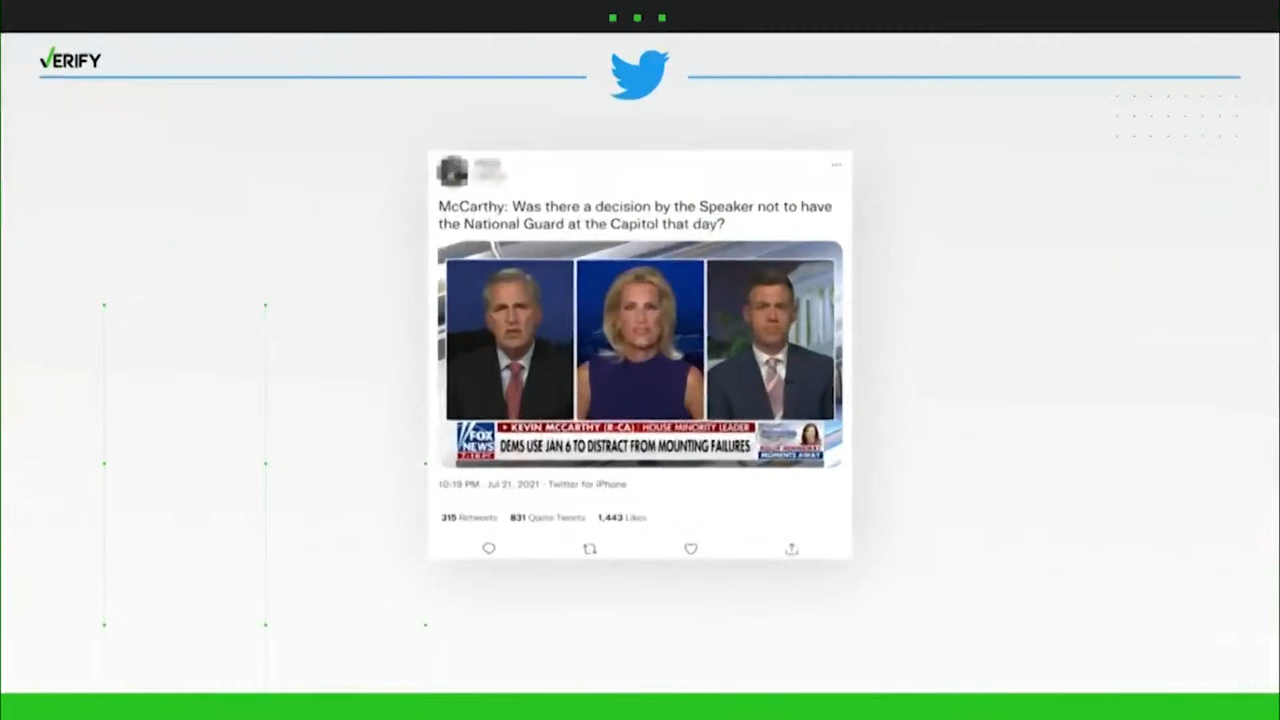 VERIFY
McCarthy: Was there a decision by the Speaker not to have
the National Guard at the Capitol that day?
KEVIN MCCARTHY (R-CA) | HOUSE MINORITY LEADER
FOX
NEWS
DEMS USE JAN 6 TO DISTRACT FROM MOUNTING FAILURES
MOMENTS AWAY
10:19 PM · Jul 21, 2021 · Twitter for iPhone
315 Retweets 831 Quote Tweets 1,443 Likes